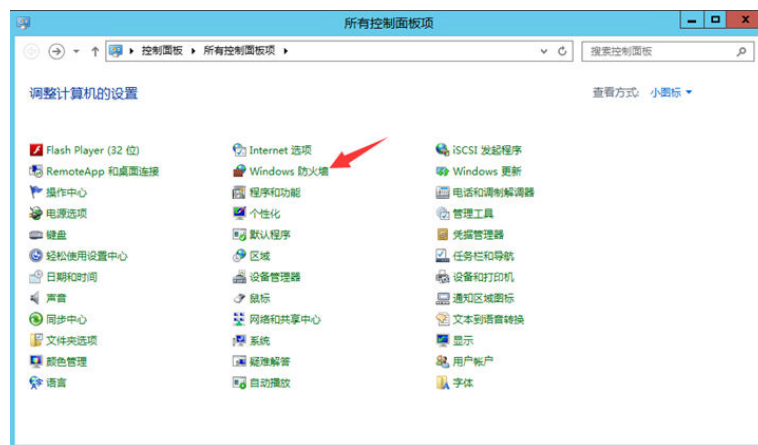 所有控制面板项
控制面板 所有控制面板项
搜索控制面板
调整计算机的设置
查看方式: 小图标
Flash Player (32 位)
Internet 选项
iSCSI 发起程序
RemoteApp 和桌面连接
Windows 防火墙
Windows 更新
操作中心
程序和功能
电话和调制解调器
电源选项
个性化
管理工具
键盘
默认程序
凭据管理器
轻松使用设置中心
区域
任务栏和导航
日期和时间
设备管理器
设备和打印机
声音
鼠标
通知区域图标
同步中心
网络和共享中心
文本到语音转换
文件夹选项
系统
显示
颜色管理
疑难解答
用户帐户
语言
自动播放
字体